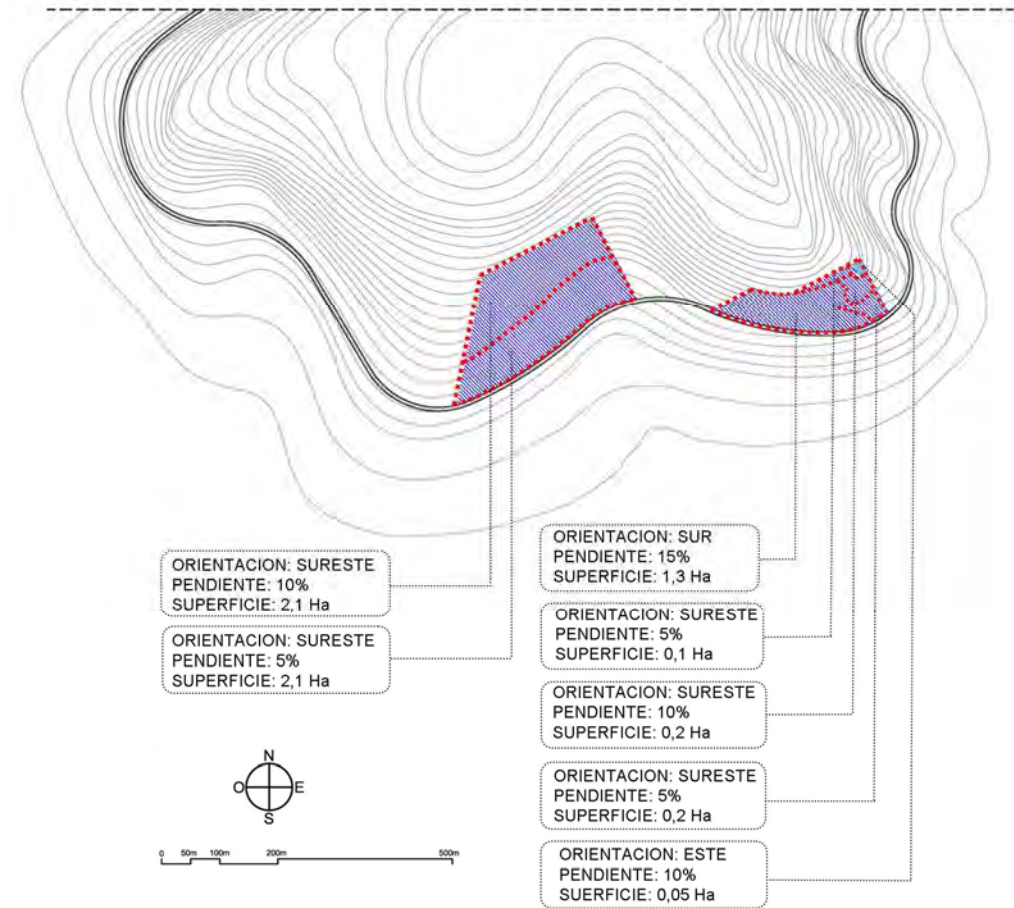 ORIENTACION: SURESTE
PENDIENTE: 10%
SUPERFICIE: 2,1 Ha
ORIENTACION: SURESTE
PENDIENTE: 5%
SUPERFICIE: 2,1 Ha
ORIENTACION: SUR
PENDIENTE: 15%
SUPERFICIE: 1,3 Ha
ORIENTACION: SURESTE
PENDIENTE: 5%
SUPERFICIE: 0,1 Ha
ORIENTACION: SURESTE
PENDIENTE: 10%
SUPERFICIE: 0,2 Ha
ORIENTACION: SURESTE
PENDIENTE: 5%
SUPERFICIE: 0,2 Ha
ORIENTACION: ESTE
PENDIENTE: 10%
SUERFICIE: 0,05 Ha
N
O E
S
0 50m 100m 200m 500m